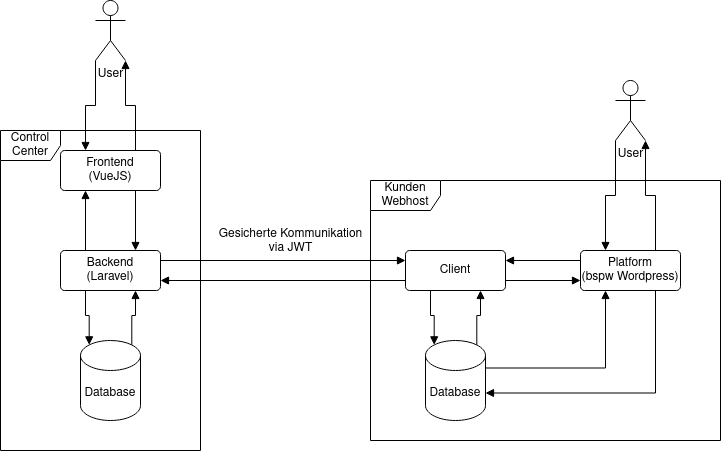 User
Control
Center
Frontend
(VueJS)
User
Kunden
Webhost
Gesicherte Kommunikation
via JWT
Backend
(Laravel)
Client
Platform
(bspw Wordpress)
Database
Database